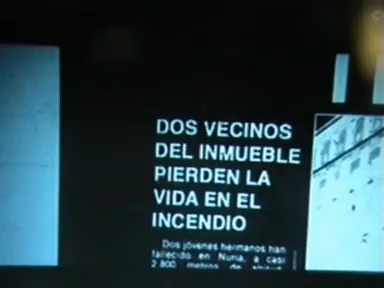 DOS VECINOS
DEL INMUEBLE
PIERDEN LA
VIDA EN EL
INCENDIO
Dos jóvenes hermanos han
fallecido en Nuria, a casi
2.800 metros de